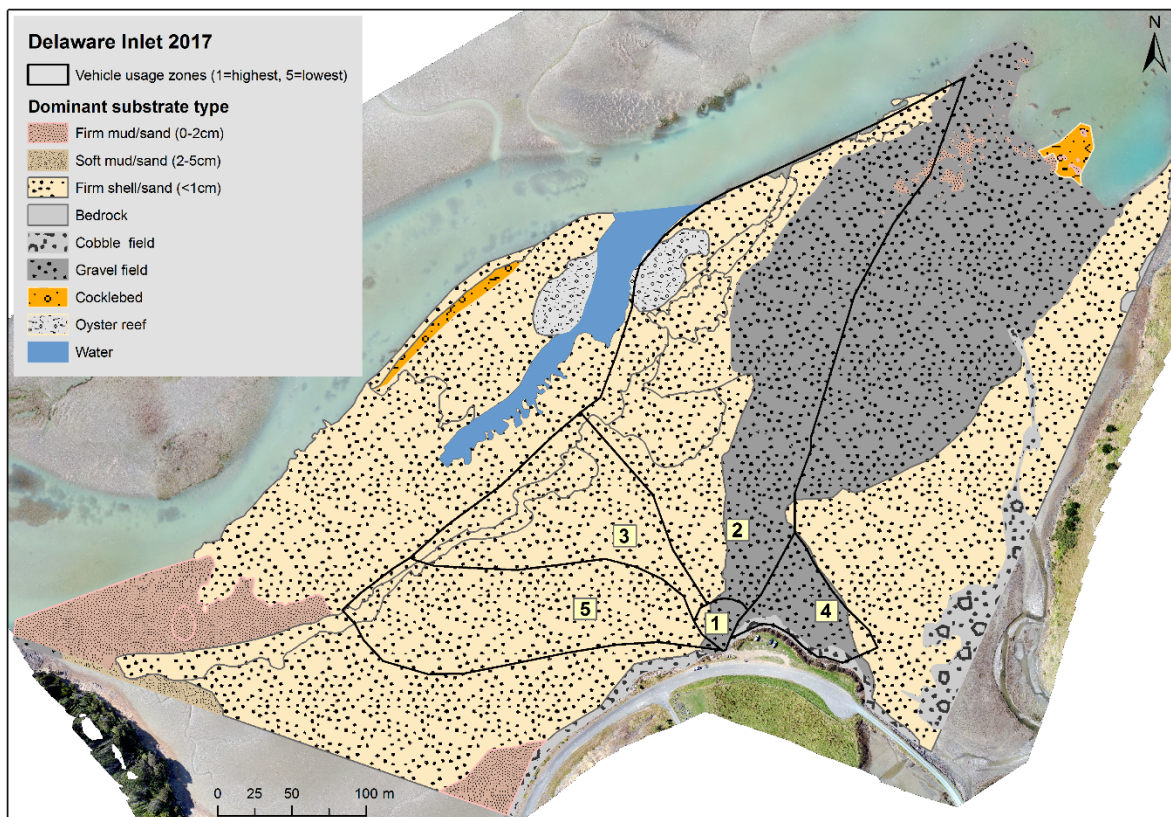 Delaware Inlet 2017
Vehicle usage zones (1=highest, 5=lowest)
Dominant substrate type
Firm mud/sand (0-2cm)
Soft mud/sand (2-5cm)
Firm shell/sand (<1cm)
Bedrock
Cobble field
Gravel field
Cocklebed
Oyster reef
Water
N
3
2
5
1
4
0 25 50 100 m